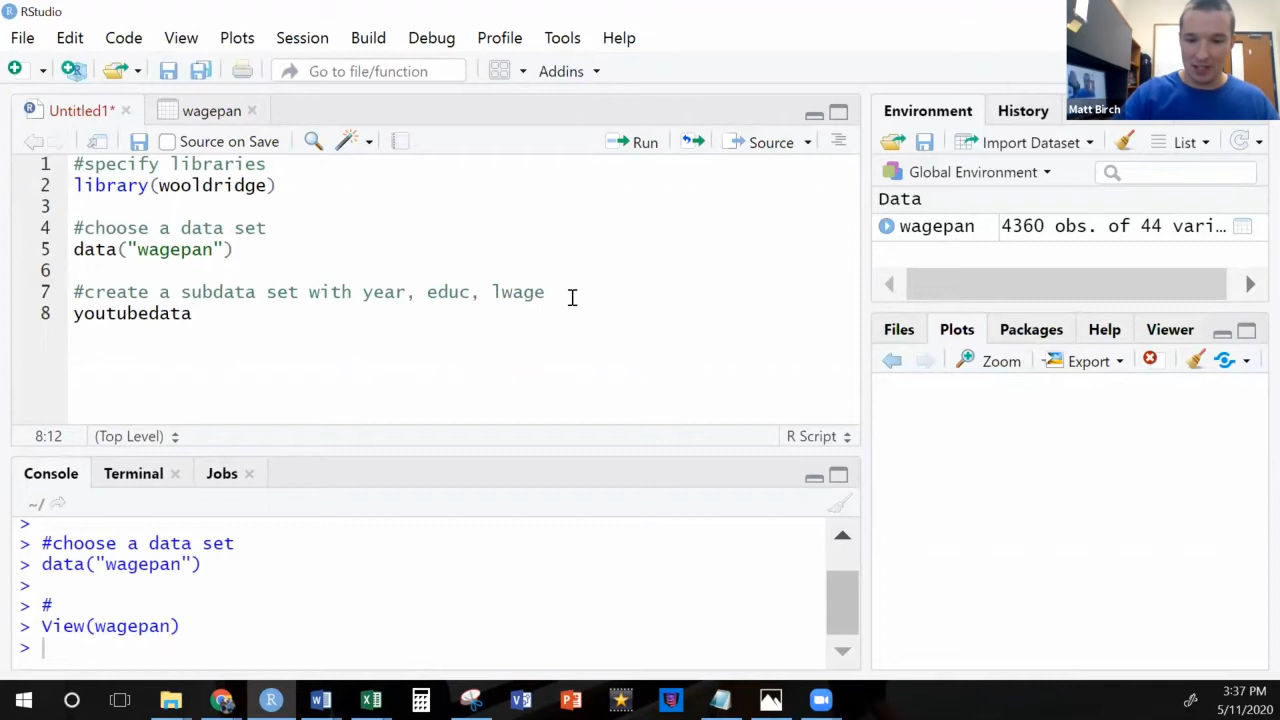 RStudio
File Edit Code View Plots Session Build Debug Profile Tools Help
Go to file/function Addins
Matt Birch
Untitled1* wagepan
Source on Save Run Source
1 #specify libraries
2 library(wooldridge)
3
4 #choose a data set
5 data("wagepan")
6
7 #create a subdata set with year, educ, lwage
8 youtubedata
8:12 (Top Level) R Script
Environment History
Import Dataset List
Global Environment
Data
wagepan 4360 obs. of 44 vari…
Files Plots Packages Help Viewer
Zoom Export
Console Terminal Jobs
~/
>
> #choose a data set
> data("wagepan")
>
> #
> View(wagepan)
>
3:37 PM
5/11/2020